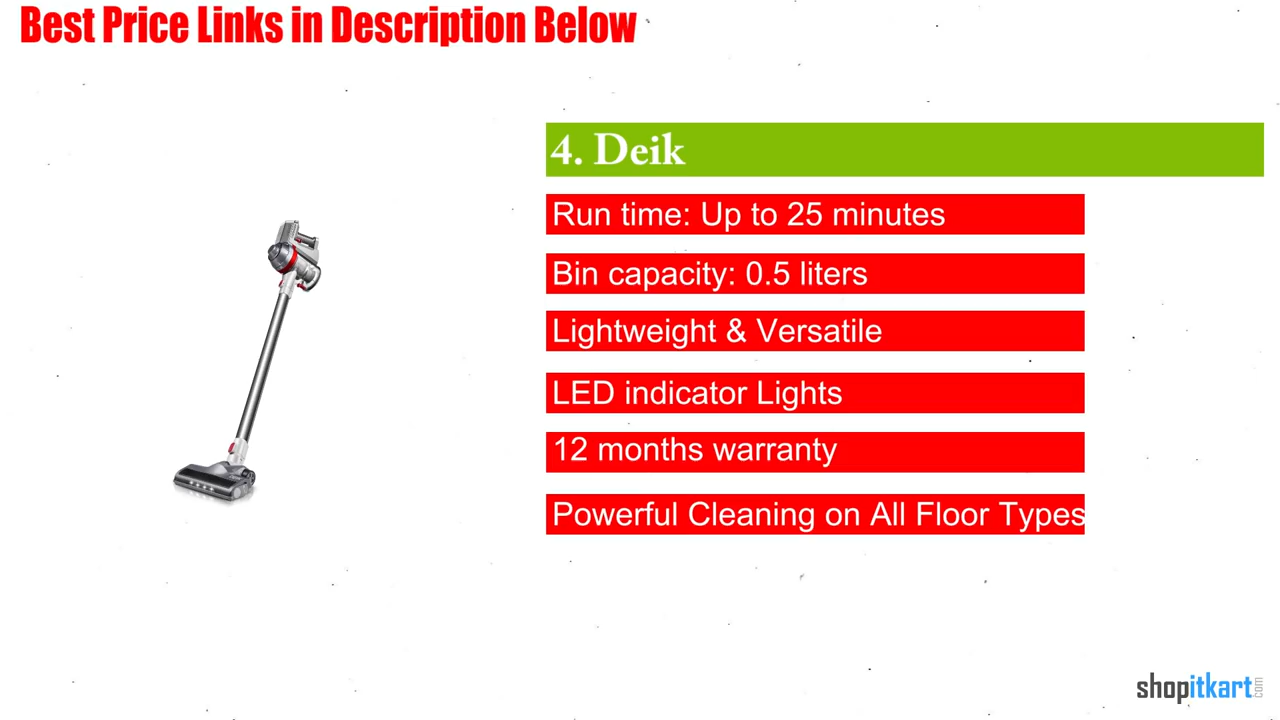 Best Price Links in Description Below
4. Deik
Run time: Up to 25 minutes
Bin capacity: 0.5 liters
Lightweight & Versatile
LED indicator Lights
12 months warranty
Powerful Cleaning on All Floor Types
shopitkart.com